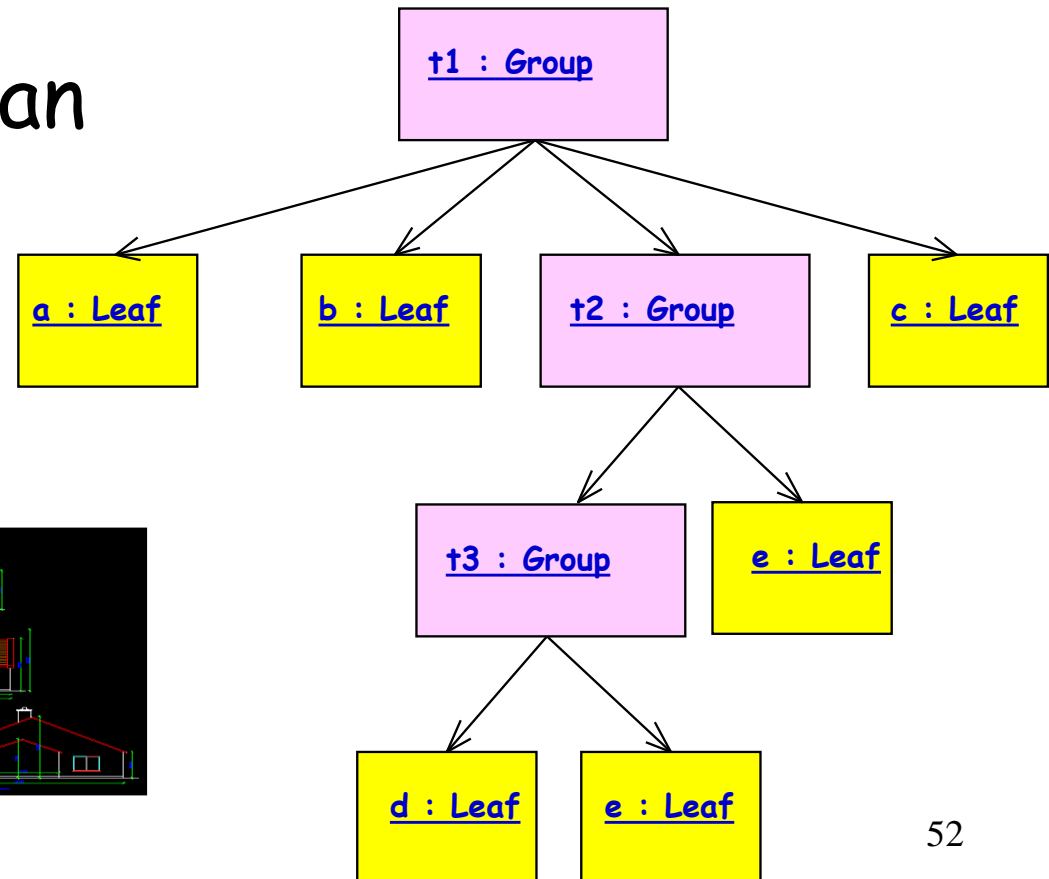 an
t1 : Group
a : Leaf
b : Leaf
t2 : Group
c : Leaf
t3 : Group
e : Leaf
d : Leaf
e : Leaf
52